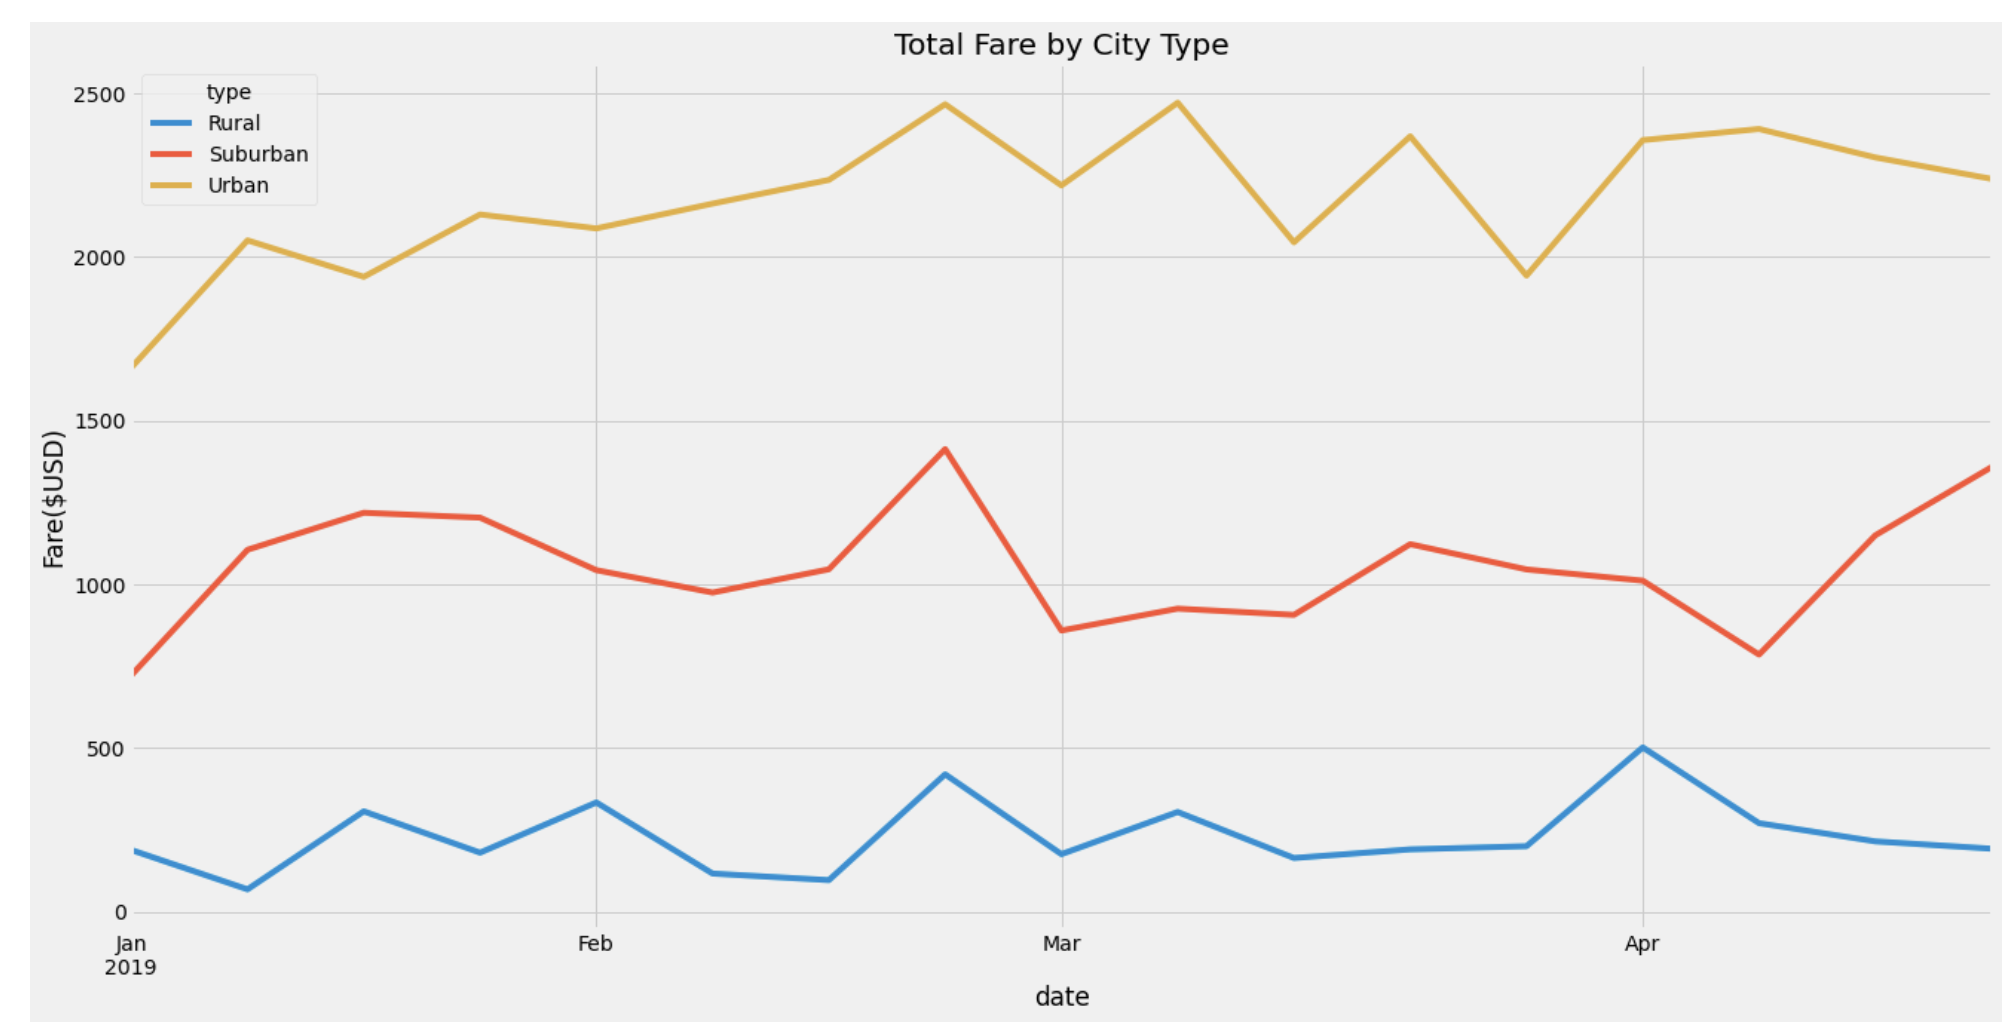 Total Fare by City Type
type
Rural
Suburban
Urban
2500
2000
1500
1000
500
0
Fare($USD)
Jan Feb Mar Apr
2019
date